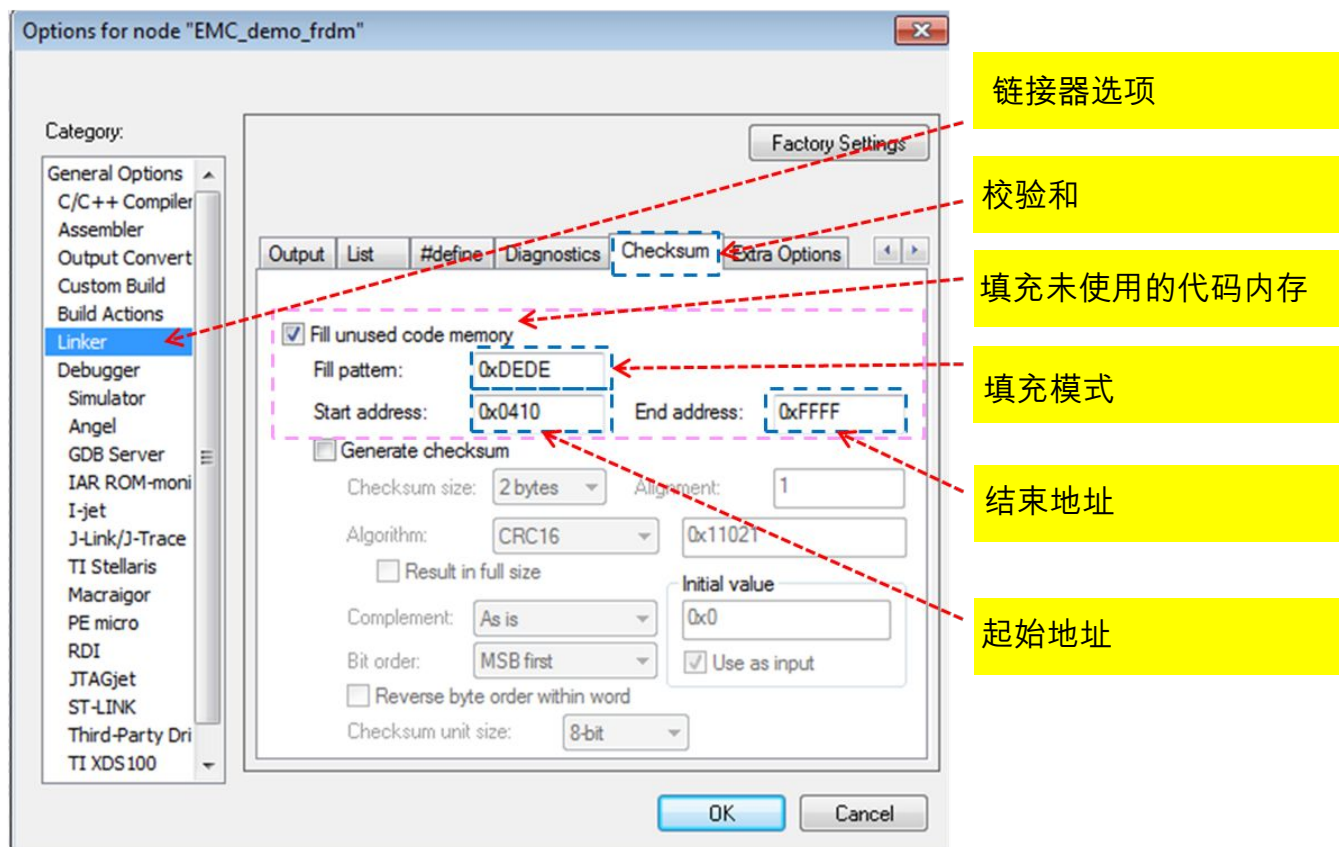 Options for node "EMC_demo_frdm"
链接器选项
Category:
Factory Settings
校验和
General Options
C/C++ Compiler
Assembler
Output Convert
Custom Build
Build Actions
Linker
Debugger
Simulator
Angel
GDB Server
IAR ROM-moni
I-jet
J-Link/J-Trace
TI Stellaris
Macraigor
PE micro
RDI
JTAGjet
ST-LINK
Third-Party Dri
TI XDS100
Output List #define Diagnostics Checksum Extra Options
填充未使用的代码内存
Fill unused code memory
Fill pattern: 0xDEDE
填充模式
Start address: 0x0410 End address: 0xFFFF
Generate checksum
Checksum size: 2 bytes Alignment: 1
结束地址
Algorithm: CRC16 0x11021
Result in full size
Initial value
Complement: As is 0x0
起始地址
Bit order: MSB first Use as input
Reverse byte order within word
Checksum unit size: 8-bit
OK Cancel